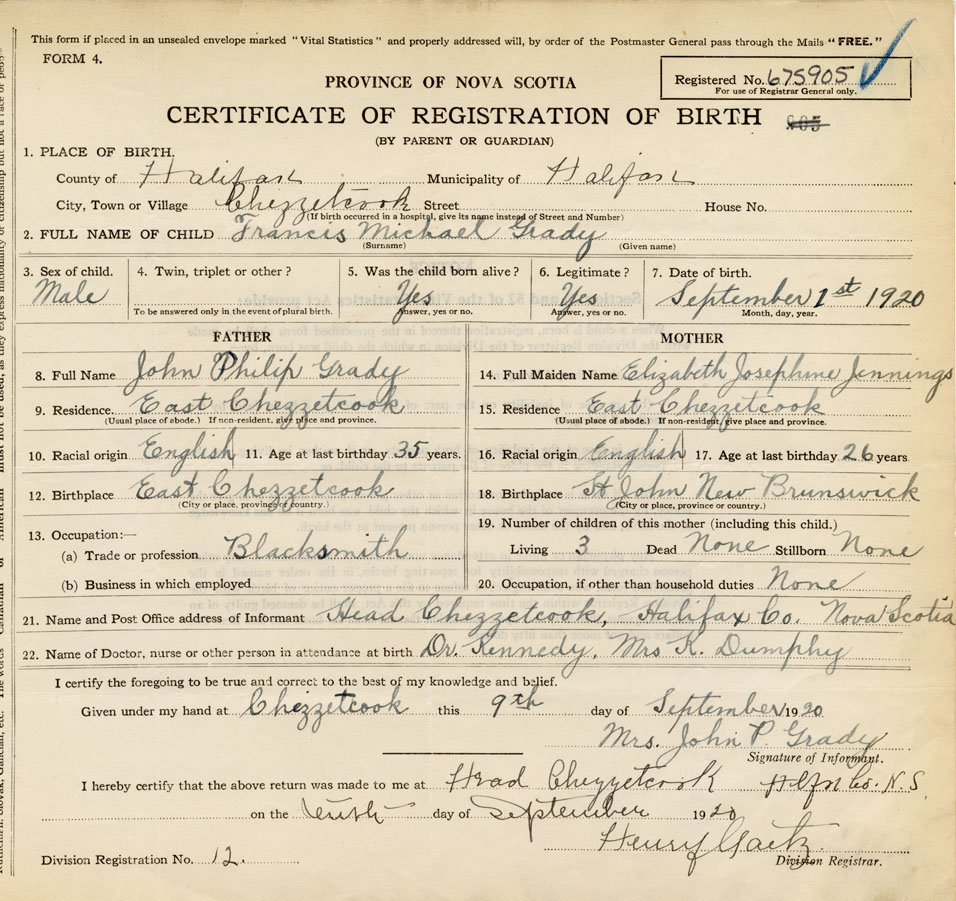 This form if placed in an unsealed envelope marked "Vital Statistics" and properly addressed will, by order of the Postmaster General pass through the Mails "FREE."
FORM 4.
Registered No. 675905
For use of Registrar General only.
PROVINCE OF NOVA SCOTIA
CERTIFICATE OF REGISTRATION OF BIRTH
(BY PARENT OR GUARDIAN)
1. PLACE OF BIRTH.
County of Halifax Municipality of Halifax
City, Town or Village Chezzetcook Street House No.
(If birth occurred in a hospital, give its name instead of Street and Number)
2. FULL NAME OF CHILD Francis Michael Grady
(Surname) (Given name)
3. Sex of child. 4. Twin, triplet or other? 5. Was the child born alive? 6. Legitimate? 7. Date of birth.
Male Yes Yes September 1st 1920
To be answered only in the event of plural birth. Answer, yes or no. Answer, yes or no. Month, day, year.
FATHER MOTHER
8. Full Name John Philip Grady 14. Full Maiden Name Elizabeth Josephine Jennings
9. Residence. East Chezzetcook 15. Residence East Chezzetcook
(Usual place of abode.) If non-resident, give place and province. (Usual place of abode.) If non-resident, give place and province.
10. Racial origin English 11. Age at last birthday 35 years. 16. Racial origin English 17. Age at last birthday 26 years
12. Birthplace East Chezzetcook 18. Birthplace St John New Brunswick
(City or place, province or country.) (City or place, province or country.)
13. Occupation:— 19. Number of children of this mother (including this child.)
(a) Trade or profession Blacksmith Living 3 Dead None Stillborn None
(b) Business in which employed 20. Occupation, if other than household duties None
21. Name and Post Office address of Informant Head Chezzetcook, Halifax Co. Nova Scotia
22. Name of Doctor, nurse or other person in attendance at birth Dr. Kennedy, Mrs K. Dumphy
I certify the foregoing to be true and correct to the best of my knowledge and belief.
Given under my hand at Chezzetcook this 9th day of September 1920
Mrs. John P. Grady
Signature of Informant.
I hereby certify that the above return was made to me at Head Chezzetcook Hlfx Co. N.S.
on the tenth day of September 1920
Henry Gaetz
Division Registrar.
Division Registration No. 12.